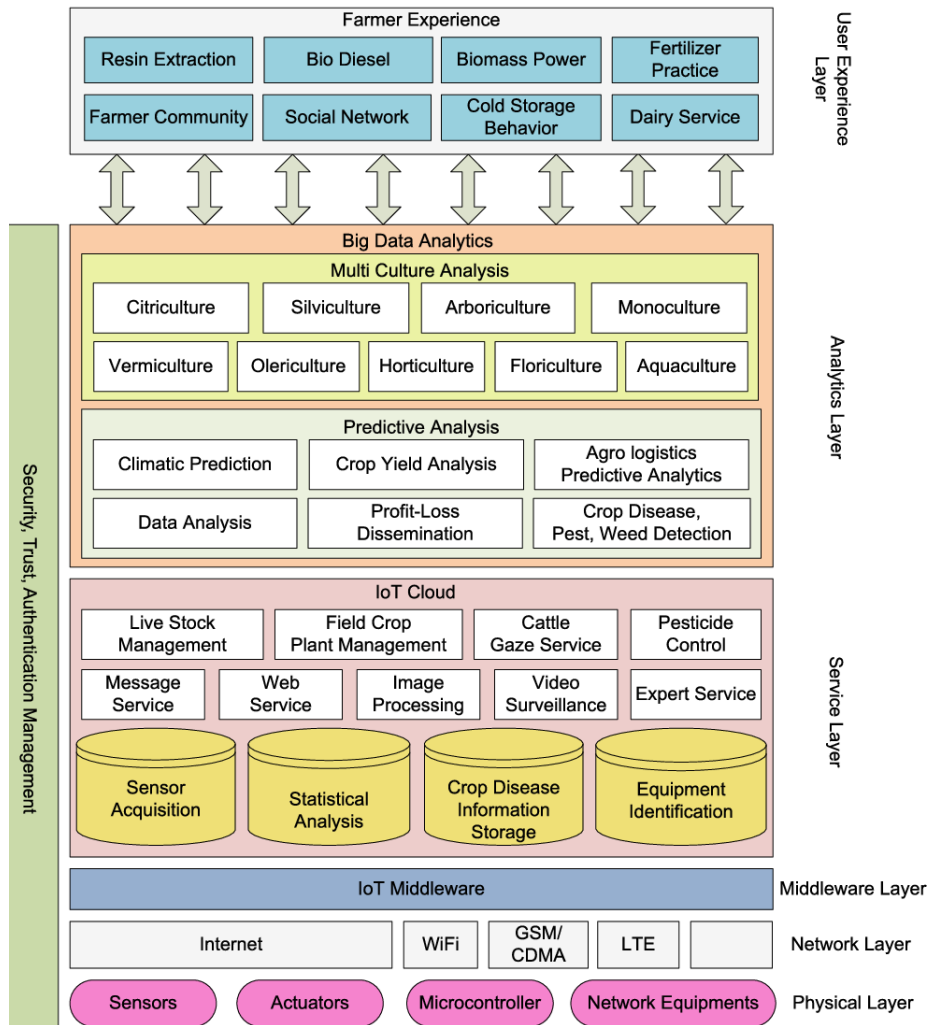 Farmer Experience
Resin Extraction
Bio Diesel
Biomass Power
Fertilizer
Practice
Farmer Community
Social Network
Cold Storage
Behavior
Dairy Service
User Experience
Layer
Big Data Analytics
Multi Culture Analysis
Citriculture
Silviculture
Arboriculture
Monoculture
Vermiculture
Olericulture
Horticulture
Floriculture
Aquaculture
Predictive Analysis
Climatic Prediction
Crop Yield Analysis
Agro logistics
Predictive Analytics
Data Analysis
Profit-Loss
Dissemination
Crop Disease,
Pest, Weed Detection
Analytics Layer
Security, Trust, Authentication Management
IoT Cloud
Live Stock
Management
Field Crop
Plant Management
Cattle
Gaze Service
Pesticide
Control
Message
Service
Web
Service
Image
Processing
Video
Surveillance
Expert Service
Sensor
Acquisition
Statistical
Analysis
Crop Disease
Information
Storage
Equipment
Identification
Service Layer
IoT Middleware
Middleware Layer
Internet
WiFi
GSM/
CDMA
LTE
Network Layer
Sensors
Actuators
Microcontroller
Network Equipments
Physical Layer